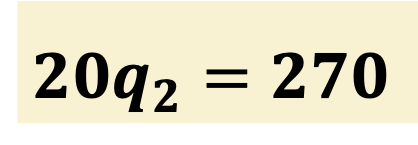 20q₂ = 270